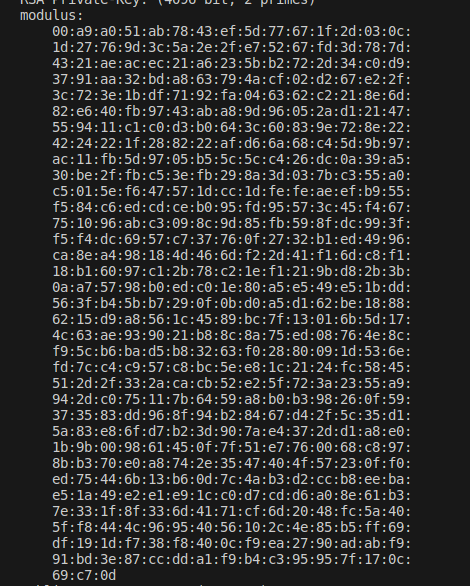 RSA Private-Key: (4096 bit, 2 primes)
modulus:
00:a9:a0:51:ab:78:43:ef:5d:77:67:1f:2d:03:0c:
1d:27:76:9d:3c:5a:2e:2f:e7:52:67:fd:3d:78:7d:
43:21:ae:ac:ec:21:a6:23:5b:b2:72:2d:34:c0:d9:
37:91:aa:32:bd:a8:63:79:4a:cf:02:d2:67:e2:2f:
3c:72:3e:1b:df:71:92:fa:04:63:62:c2:21:8e:6d:
82:e6:40:fb:97:43:ab:a8:9d:96:05:2a:d1:21:47:
55:94:11:c1:c0:d3:b0:64:3c:60:83:9e:72:8e:22:
42:24:22:1f:28:82:22:af:d6:6a:68:c4:5d:9b:97:
ac:11:fb:5d:97:05:b5:5c:5c:c4:26:dc:0a:39:a5:
30:be:2f:fb:c5:3e:fb:29:8a:3d:03:7b:c3:55:a0:
c5:01:5e:f6:47:57:1d:cc:1d:fe:fe:ae:ef:b9:55:
f5:84:c6:ed:cd:ce:b0:95:fd:95:57:3c:45:f4:67:
75:10:96:ab:c3:09:8c:9d:85:fb:59:8f:dc:99:3f:
f5:f4:dc:69:57:c7:37:76:0f:27:32:b1:ed:49:96:
ca:8e:a4:98:18:4d:46:6d:f2:2d:41:f1:6d:c8:f1:
18:b1:60:97:c1:2b:78:c2:1e:f1:21:9b:d8:2b:3b:
0a:a7:57:98:b0:ed:c0:1e:80:a5:e5:49:e5:1b:dd:
56:3f:b4:5b:b7:29:0f:0b:d0:a5:d1:62:be:18:88:
62:15:d9:a8:56:1c:45:89:bc:7f:13:01:6b:5d:17:
4c:63:ae:93:90:21:b8:8c:8a:75:ed:08:76:4e:8c:
f9:5c:b6:ba:d5:b8:32:63:f0:28:80:09:1d:53:6e:
fd:7c:c4:c9:57:c8:bc:5e:e8:1c:21:24:fc:58:45:
51:2d:2f:33:2a:ca:cb:52:e2:5f:72:3a:23:55:a9:
94:2d:c0:75:11:7b:64:59:a8:b0:b3:98:26:0f:59:
37:35:83:dd:96:8f:94:b2:84:67:d4:2f:5c:35:d1:
5a:83:e8:6f:d7:b2:3d:90:7a:e4:37:2d:d1:a8:e0:
1b:9b:00:98:61:45:0f:7f:51:e7:76:00:68:c8:97:
8b:b3:70:e0:a8:74:2e:35:47:40:4f:57:23:0f:f0:
ed:75:44:6b:13:b6:0d:7c:4a:b3:d2:cc:b8:ee:ba:
e5:1a:49:e2:e1:e9:1c:c0:d7:cd:d6:a0:8e:61:b3:
7e:33:1f:8f:33:6d:41:71:cf:6d:20:48:fc:5a:40:
5f:f8:44:4c:96:95:40:56:10:2c:4e:85:b5:ff:69:
df:19:1d:f7:38:f8:40:0c:f9:ea:27:90:ad:ab:f9:
91:bd:3e:87:cc:dd:a1:f9:b4:c3:95:95:7f:17:0c:
69:c7:0d